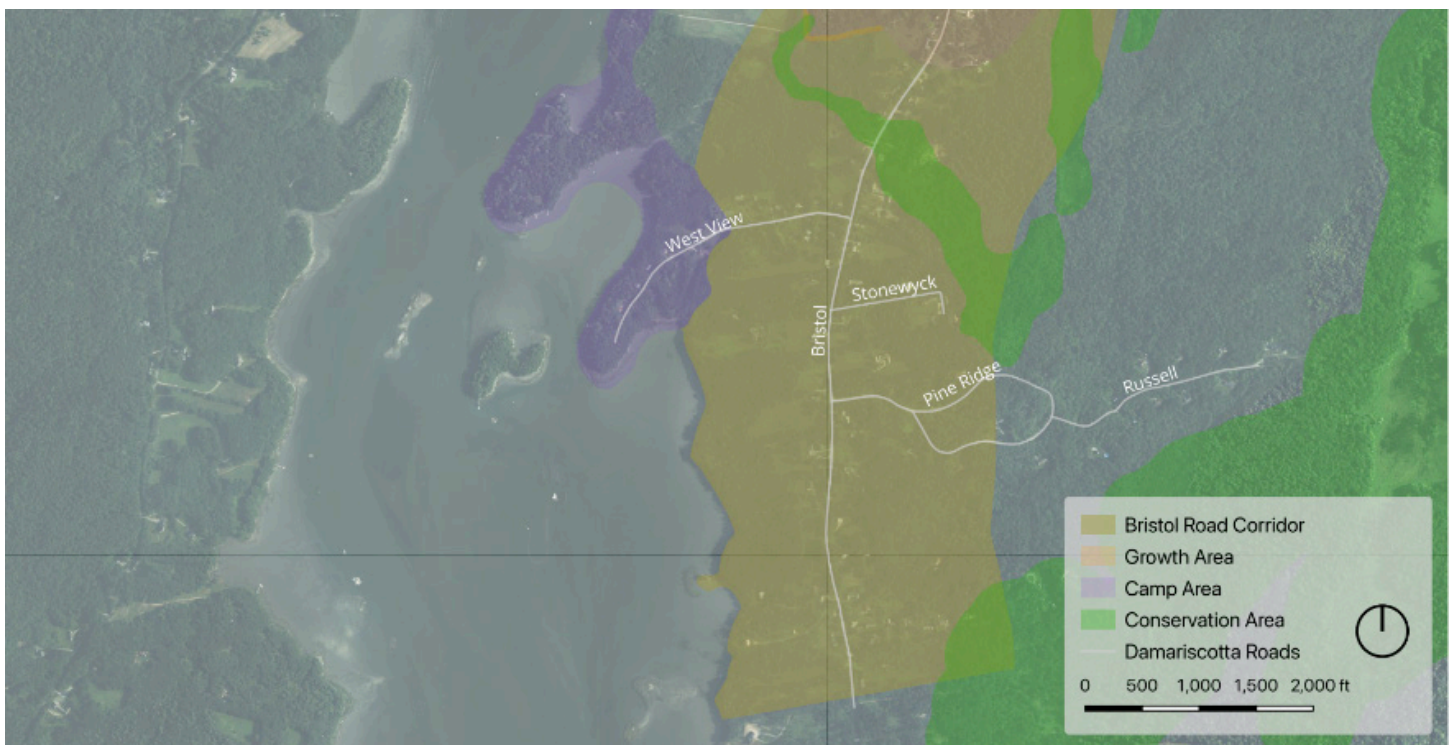 West View
Stonewyck
Bristol
Pine Ridge
Russell
Bristol Road Corridor
Growth Area
Camp Area
Conservation Area
Damariscotta Roads
0 500 1,000 1,500 2,000 ft